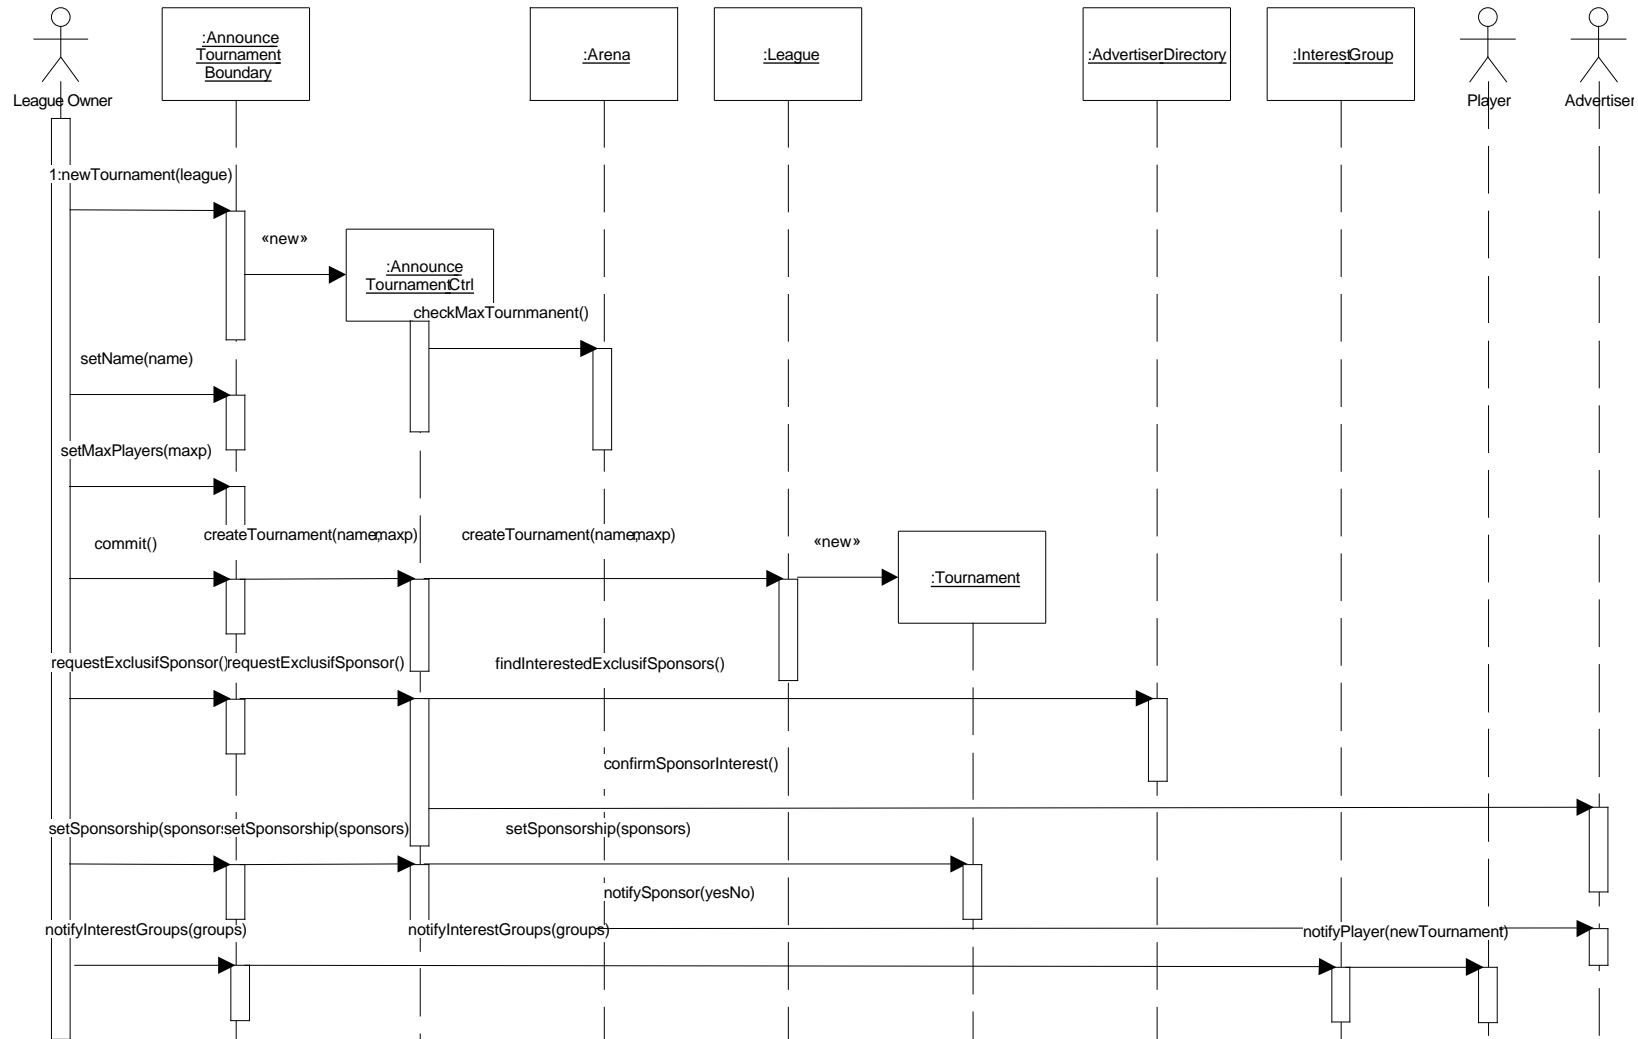 :Announce
Tournament
Boundary
:Arena
:League
:AdvertiserDirectory
:InterestGroup
League Owner
Player
Advertiser
1:newTournament(league)
«new»
:Announce
TournamentCtrl
checkMaxTournmanent()
setName(name)
setMaxPlayers(maxp)
commit()
createTournament(name,maxp)
createTournament(name,maxp)
«new»
:Tournament
requestExclusifSponsor()
requestExclusifSponsor()
findInterestedExclusifSponsors()
confirmSponsorInterest()
setSponsorship(sponsors
setSponsorship(sponsors)
setSponsorship(sponsors)
notifySponsor(yesNo)
notifyInterestGroups(groups)
notifyInterestGroups(groups)
notifyPlayer(newTournament)